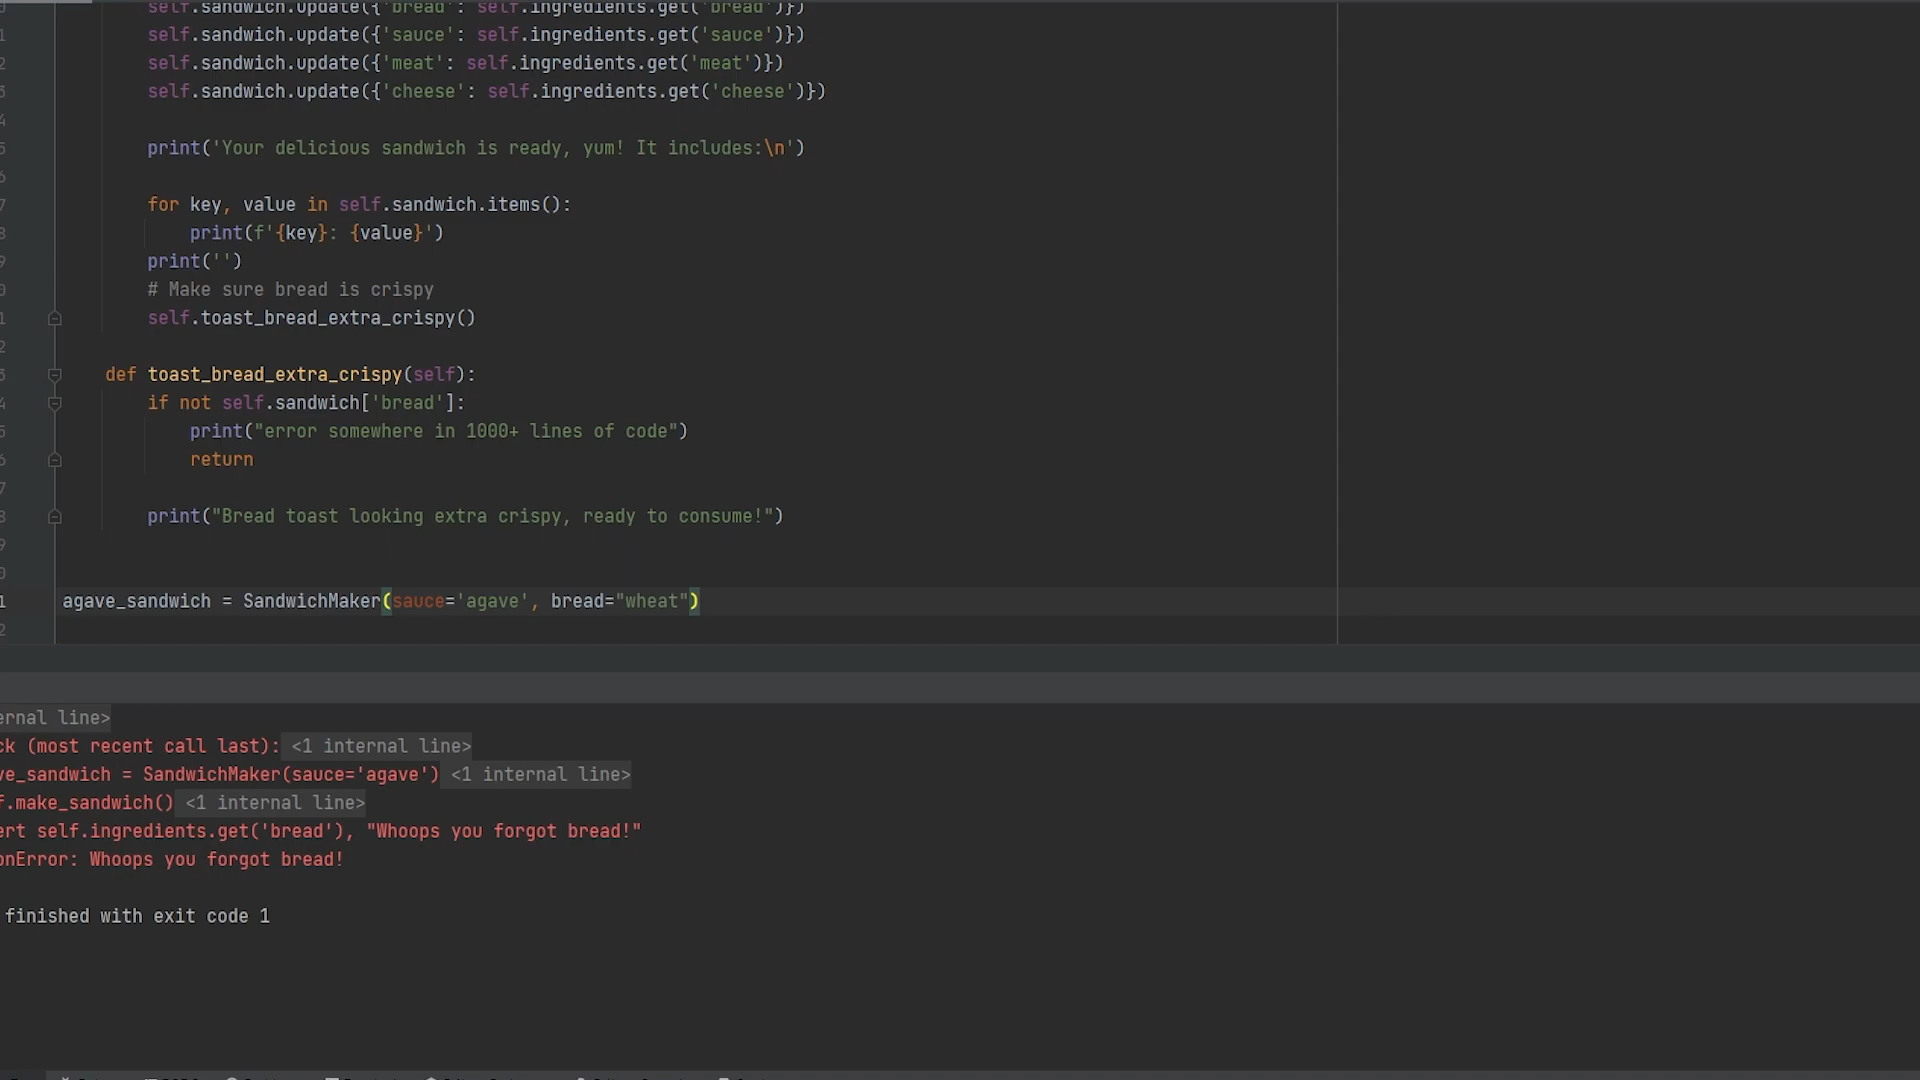 self.sandwich.update({'bread': self.ingredients.get('bread')})
self.sandwich.update({'sauce': self.ingredients.get('sauce')})
self.sandwich.update({'meat': self.ingredients.get('meat')})
self.sandwich.update({'cheese': self.ingredients.get('cheese')})
print('Your delicious sandwich is ready, yum! It includes:\n')
for key, value in self.sandwich.items():
print(f'{key}: {value}')
print('')
# Make sure bread is crispy
self.toast_bread_extra_crispy()
def toast_bread_extra_crispy(self):
if not self.sandwich['bread']:
print("error somewhere in 1000+ lines of code")
return
print("Bread toast looking extra crispy, ready to consume!")
agave_sandwich = SandwichMaker(sauce='agave', bread="wheat")
ernal line>
ck (most recent call last): <1 internal line>
ve_sandwich = SandwichMaker(sauce='agave') <1 internal line>
f.make_sandwich() <1 internal line>
ert self.ingredients.get('bread'), "Whoops you forgot bread!"
onError: Whoops you forgot bread!
finished with exit code 1